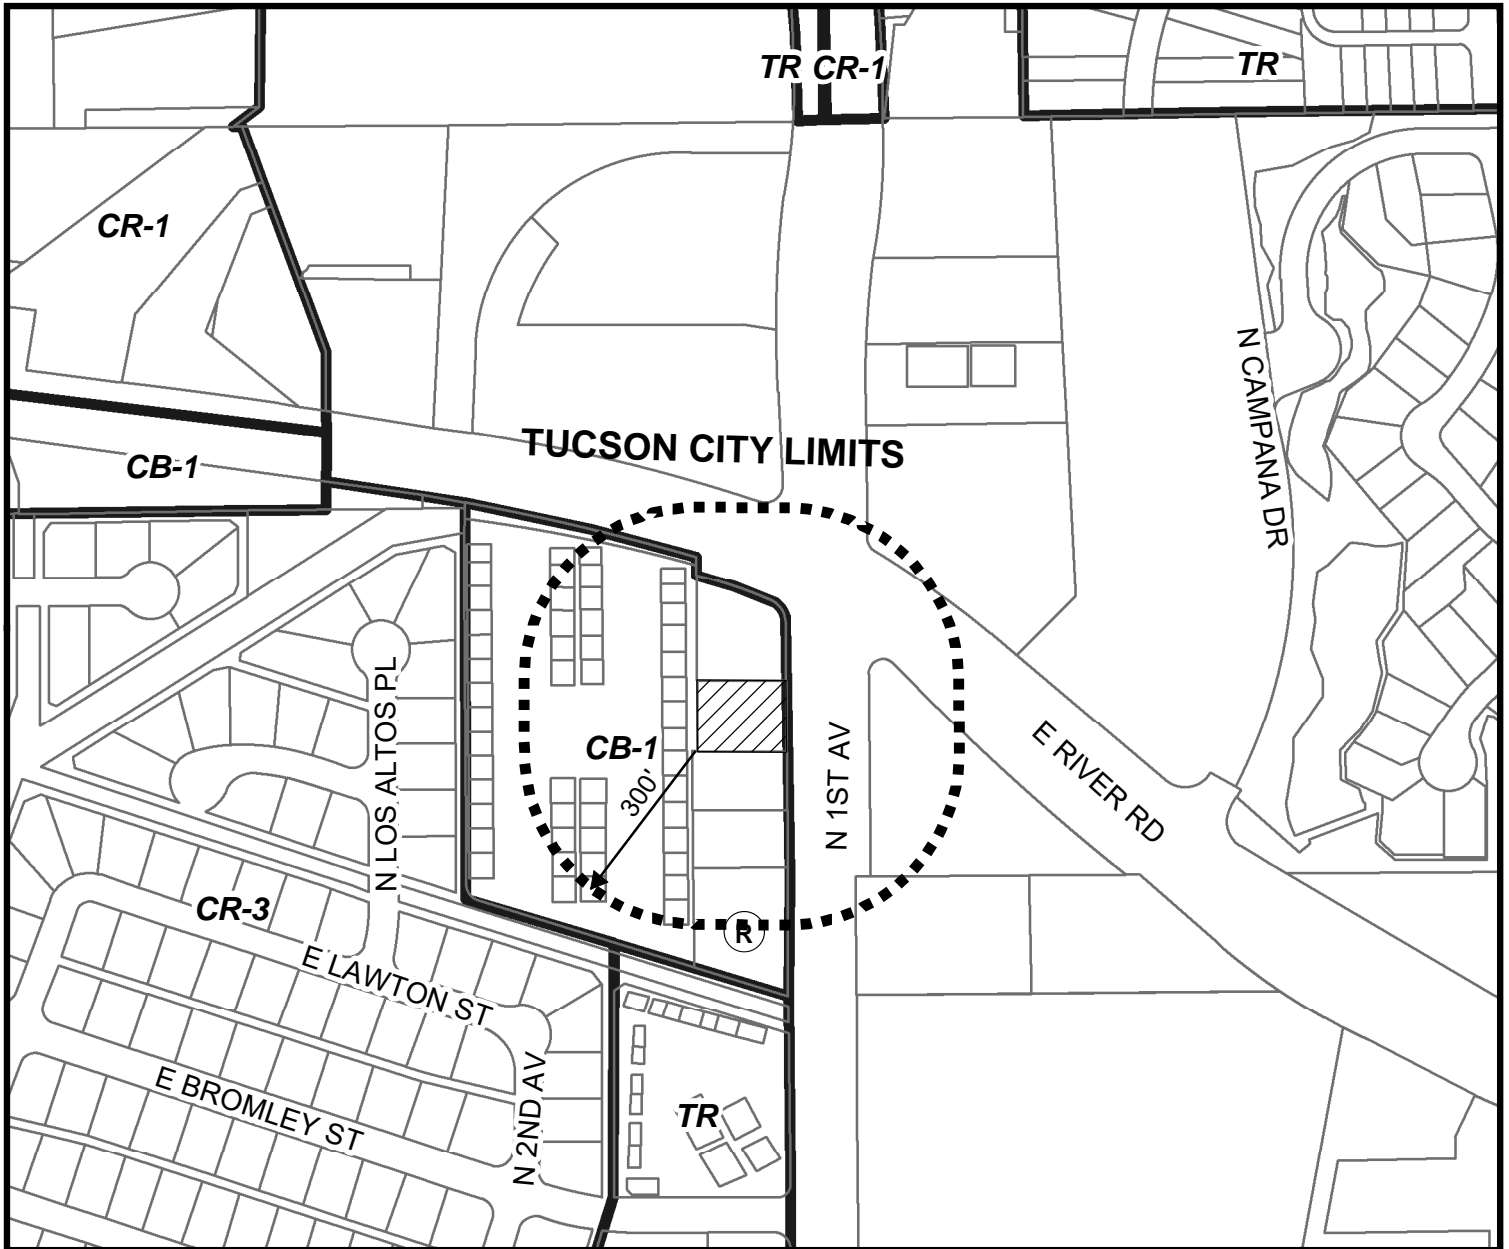 TR
CR-1
TR
CR-1
N CAMPANA DR
TUCSON CITY LIMITS
CB-1
N LOS ALTOS PL
CB-1
300'
N 1ST AV
E RIVER RD
CR-3
R
E LAWTON ST
E BROMLEY ST
N 2ND AV
TR